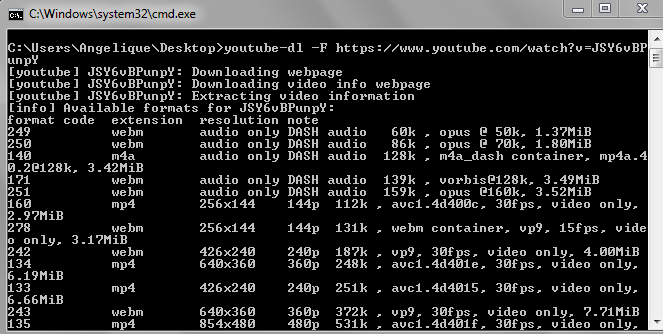 C:\Windows\system32\cmd.exe
C:\Users\Angelique\Desktop>youtube-dl -F https://www.youtube.com/watch?v=JSY6vBP
unpY
[youtube] JSY6vBPunpY: Downloading webpage
[youtube] JSY6vBPunpY: Downloading video info webpage
[youtube] JSY6vBPunpY: Extracting video information
[info] Available formats for JSY6vBPunpY:
format code  extension  resolution note
249          webm       audio only DASH audio   60k , opus @ 50k, 1.37MiB
250          webm       audio only DASH audio   86k , opus @ 70k, 1.80MiB
140          m4a        audio only DASH audio  128k , m4a_dash container, mp4a.4
0.2@128k, 3.42MiB
171          webm       audio only DASH audio  139k , vorbis@128k, 3.49MiB
251          webm       audio only DASH audio  159k , opus @160k, 3.52MiB
160          mp4        256x144    144p  112k , avc1.4d400c, 30fps, video only,
2.97MiB
278          webm       256x144    144p  131k , webm container, vp9, 15fps, vide
o only, 3.17MiB
242          webm       426x240    240p  187k , vp9, 30fps, video only, 4.00MiB
134          mp4        640x360    360p  248k , avc1.4d401e, 30fps, video only,
6.19MiB
133          mp4        426x240    240p  251k , avc1.4d4015, 30fps, video only,
6.66MiB
243          webm       640x360    360p  372k , vp9, 30fps, video only, 7.71MiB
135          mp4        854x480    480p  531k , avc1.4d401f, 30fps, video only,